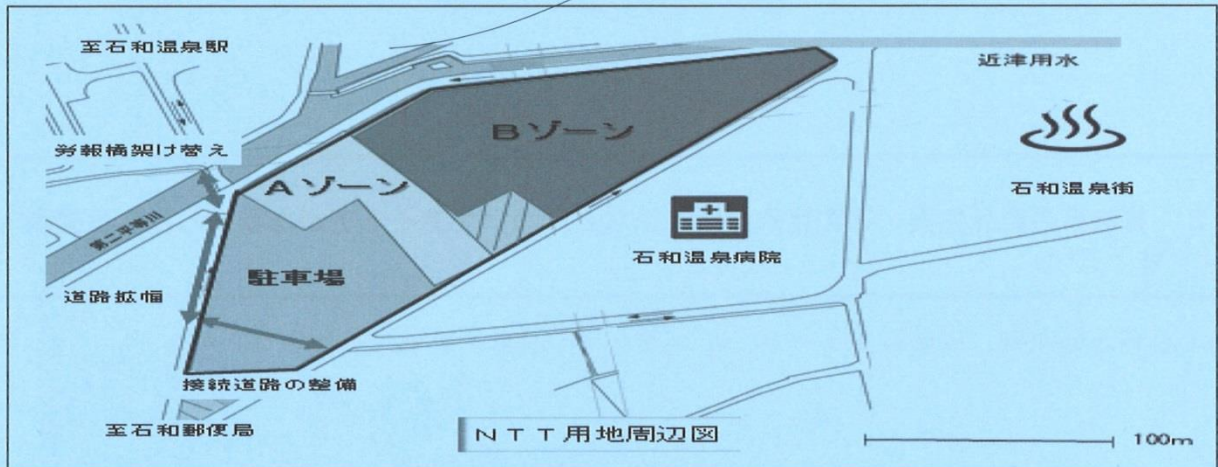 至石和温泉駅
近津用水
Bゾーン
労報橋架け替え
Aゾーン
石和温泉街
第二平等川
石和温泉病院
駐車場
道路拡幅
接続道路の整備
至石和郵便局
NTT用地周辺図
100m